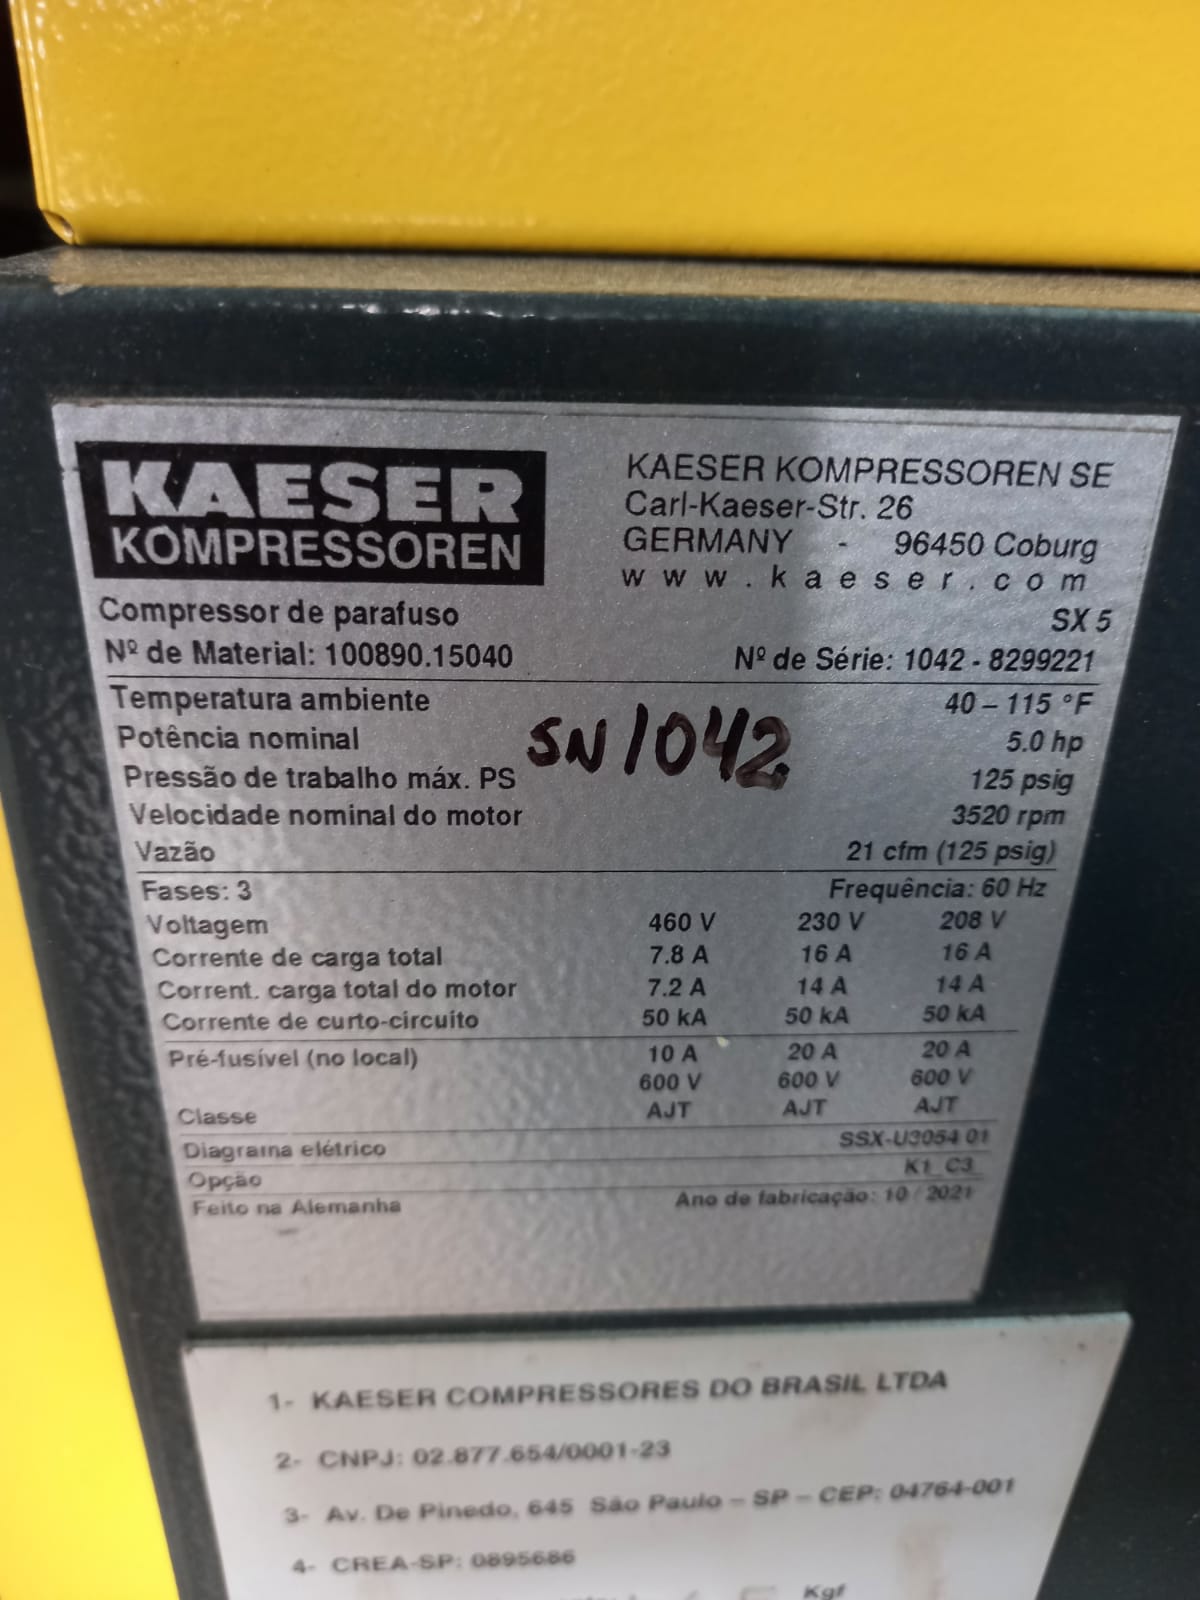 KAESER
KOMPRESSOREN
KAESER KOMPRESSOREN SE
Carl-Kaeser-Str. 26
GERMANY - 96450 Coburg
www.kaeser.com
Compressor de parafuso SX 5
Nº de Material: 100890.15040 Nº de Série: 1042 - 8299221
Temperatura ambiente 40 – 115 °F
SN 1042
Potência nominal 5.0 hp
Pressão de trabalho máx. PS 125 psig
Velocidade nominal do motor 3520 rpm
Vazão 21 cfm (125 psig)
Fases: 3 Frequência: 60 Hz
Voltagem 460 V 230 V 208 V
Corrente de carga total 7.8 A 16 A 16 A
Corrent. carga total do motor 7.2 A 14 A 14 A
Corrente de curto-circuito 50 kA 50 kA 50 kA
Pré-fusível (no local) 10 A 20 A 20 A
600 V 600 V 600 V
Classe AJT AJT AJT
Diagrama elétrico SSX-U3054 01
Opção K1 C3
Feito na Alemanha Ano de fabricação: 10 / 2021
1- KAESER COMPRESSORES DO BRASIL LTDA
2- CNPJ: 02.877.654/0001-23
3- Av. De Pinedo, 645 São Paulo – SP – CEP: 04764-001
4- CREA-SP: 0895686
Kgf